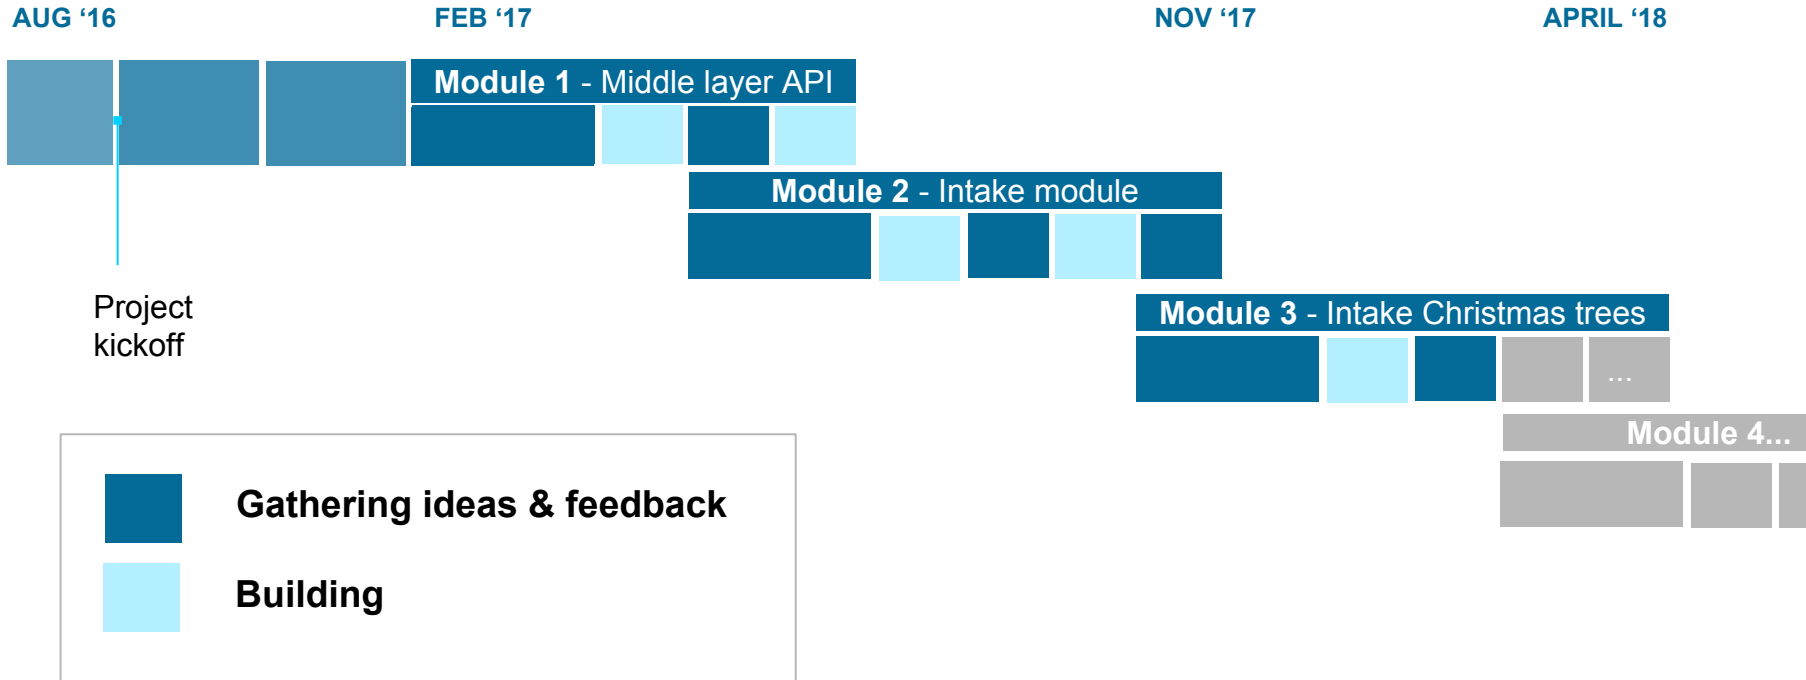 AUG ‘16 FEB ‘17 NOV ‘17 APRIL ‘18
Module 1 - Middle layer API
Module 2 - Intake module
Project
kickoff
Module 3 - Intake Christmas trees
...
Module 4...
Gathering ideas & feedback
Building